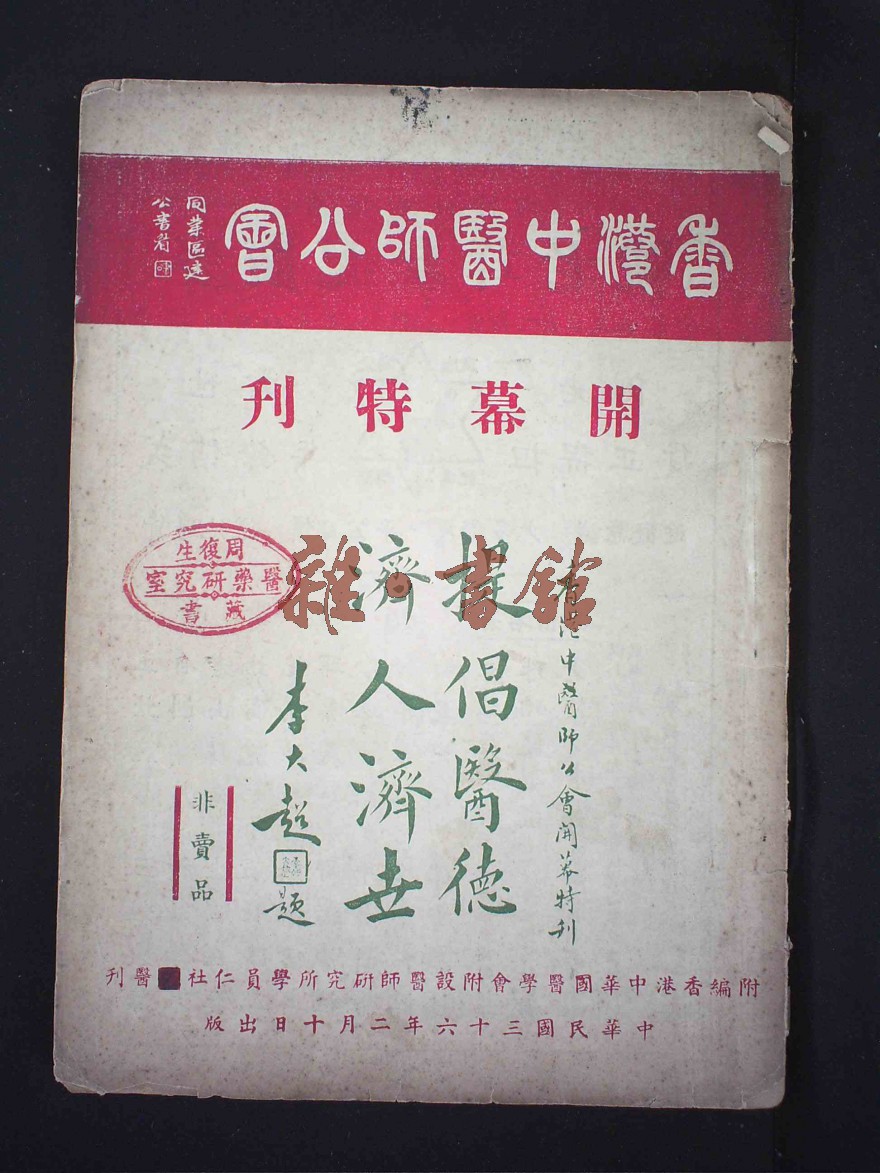 香港中醫師公會
同業區達
公書耑
開幕特刊
香港中醫師公會開幕特刊
提倡醫德
濟人濟世
李大超題
周復生
醫藥研究室
藏書
雜·書館
非賣品
附編香港中華國醫學會附設醫師研究所學員仁社醫刊
中華民國三十六年二月十日出版